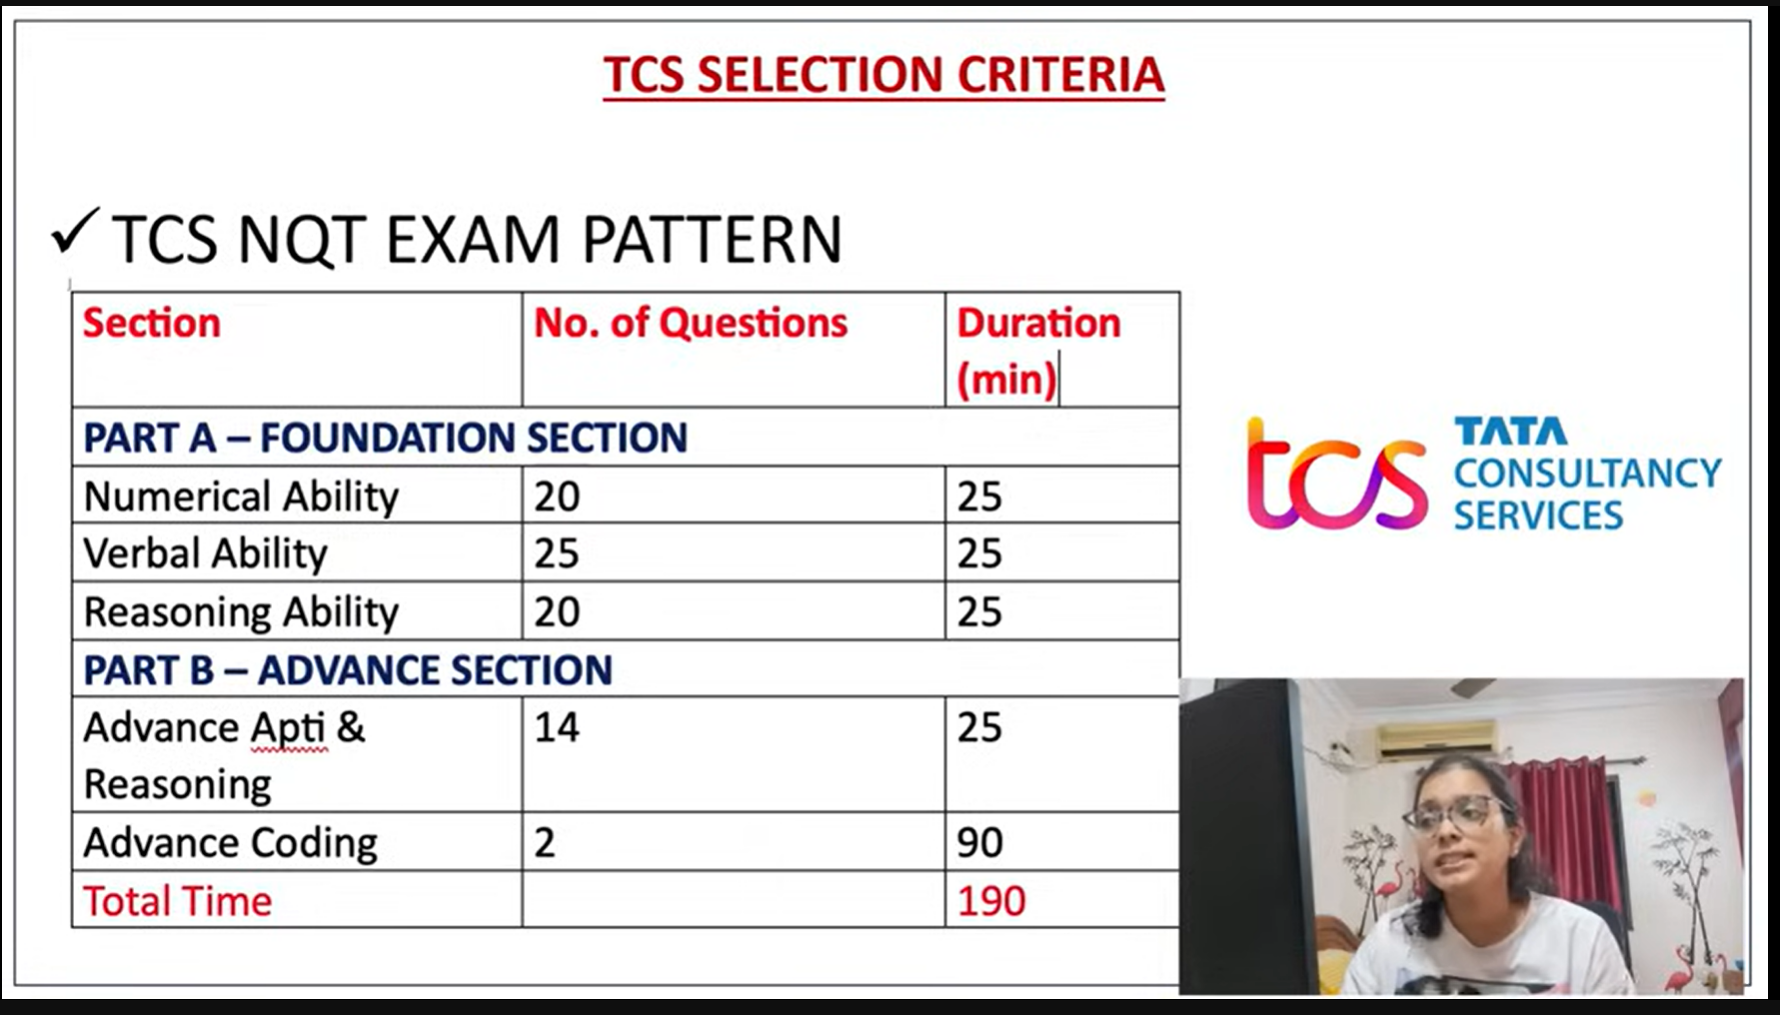 TCS SELECTION CRITERIA
✓ TCS NQT EXAM PATTERN
Section No. of Questions Duration
(min)
PART A – FOUNDATION SECTION
Numerical Ability 20 25
Verbal Ability 25 25
Reasoning Ability 20 25
PART B – ADVANCE SECTION
Advance Apti & 14 25
Reasoning
Advance Coding 2 90
Total Time 190
tcs TATA
CONSULTANCY
SERVICES